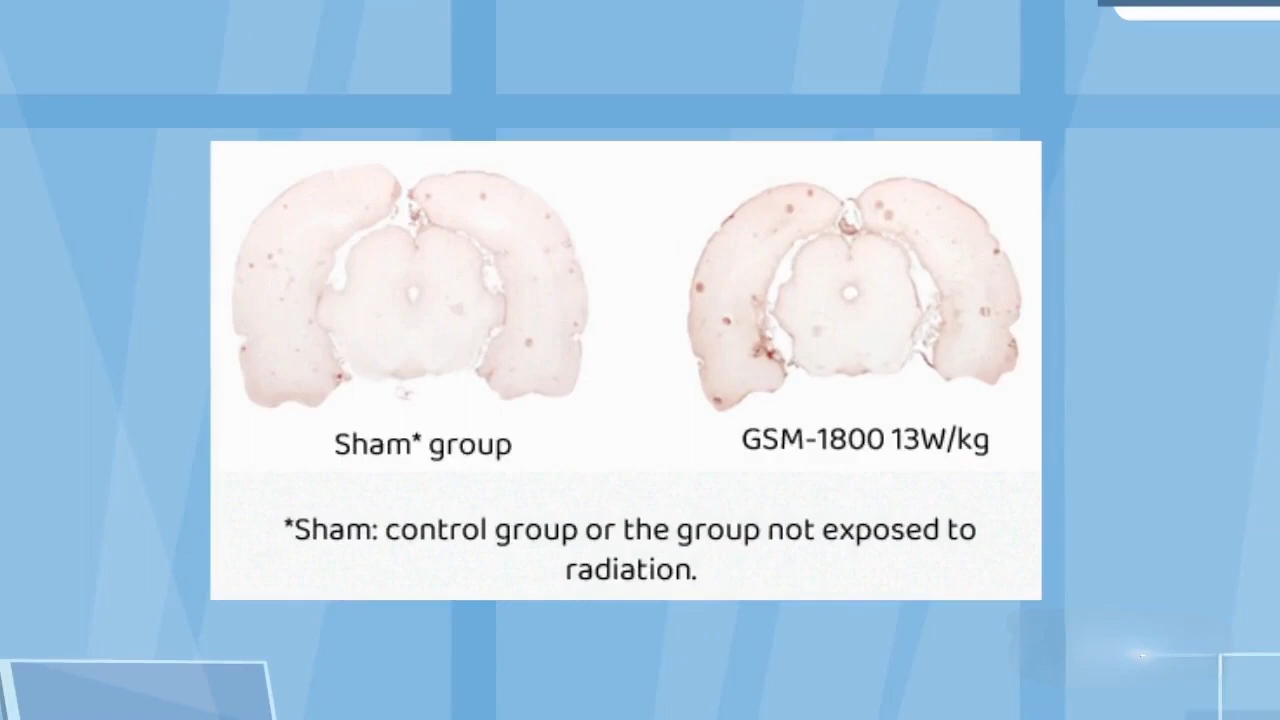 Sham* group
GSM-1800 13W/kg
*Sham: control group or the group not exposed to
radiation.